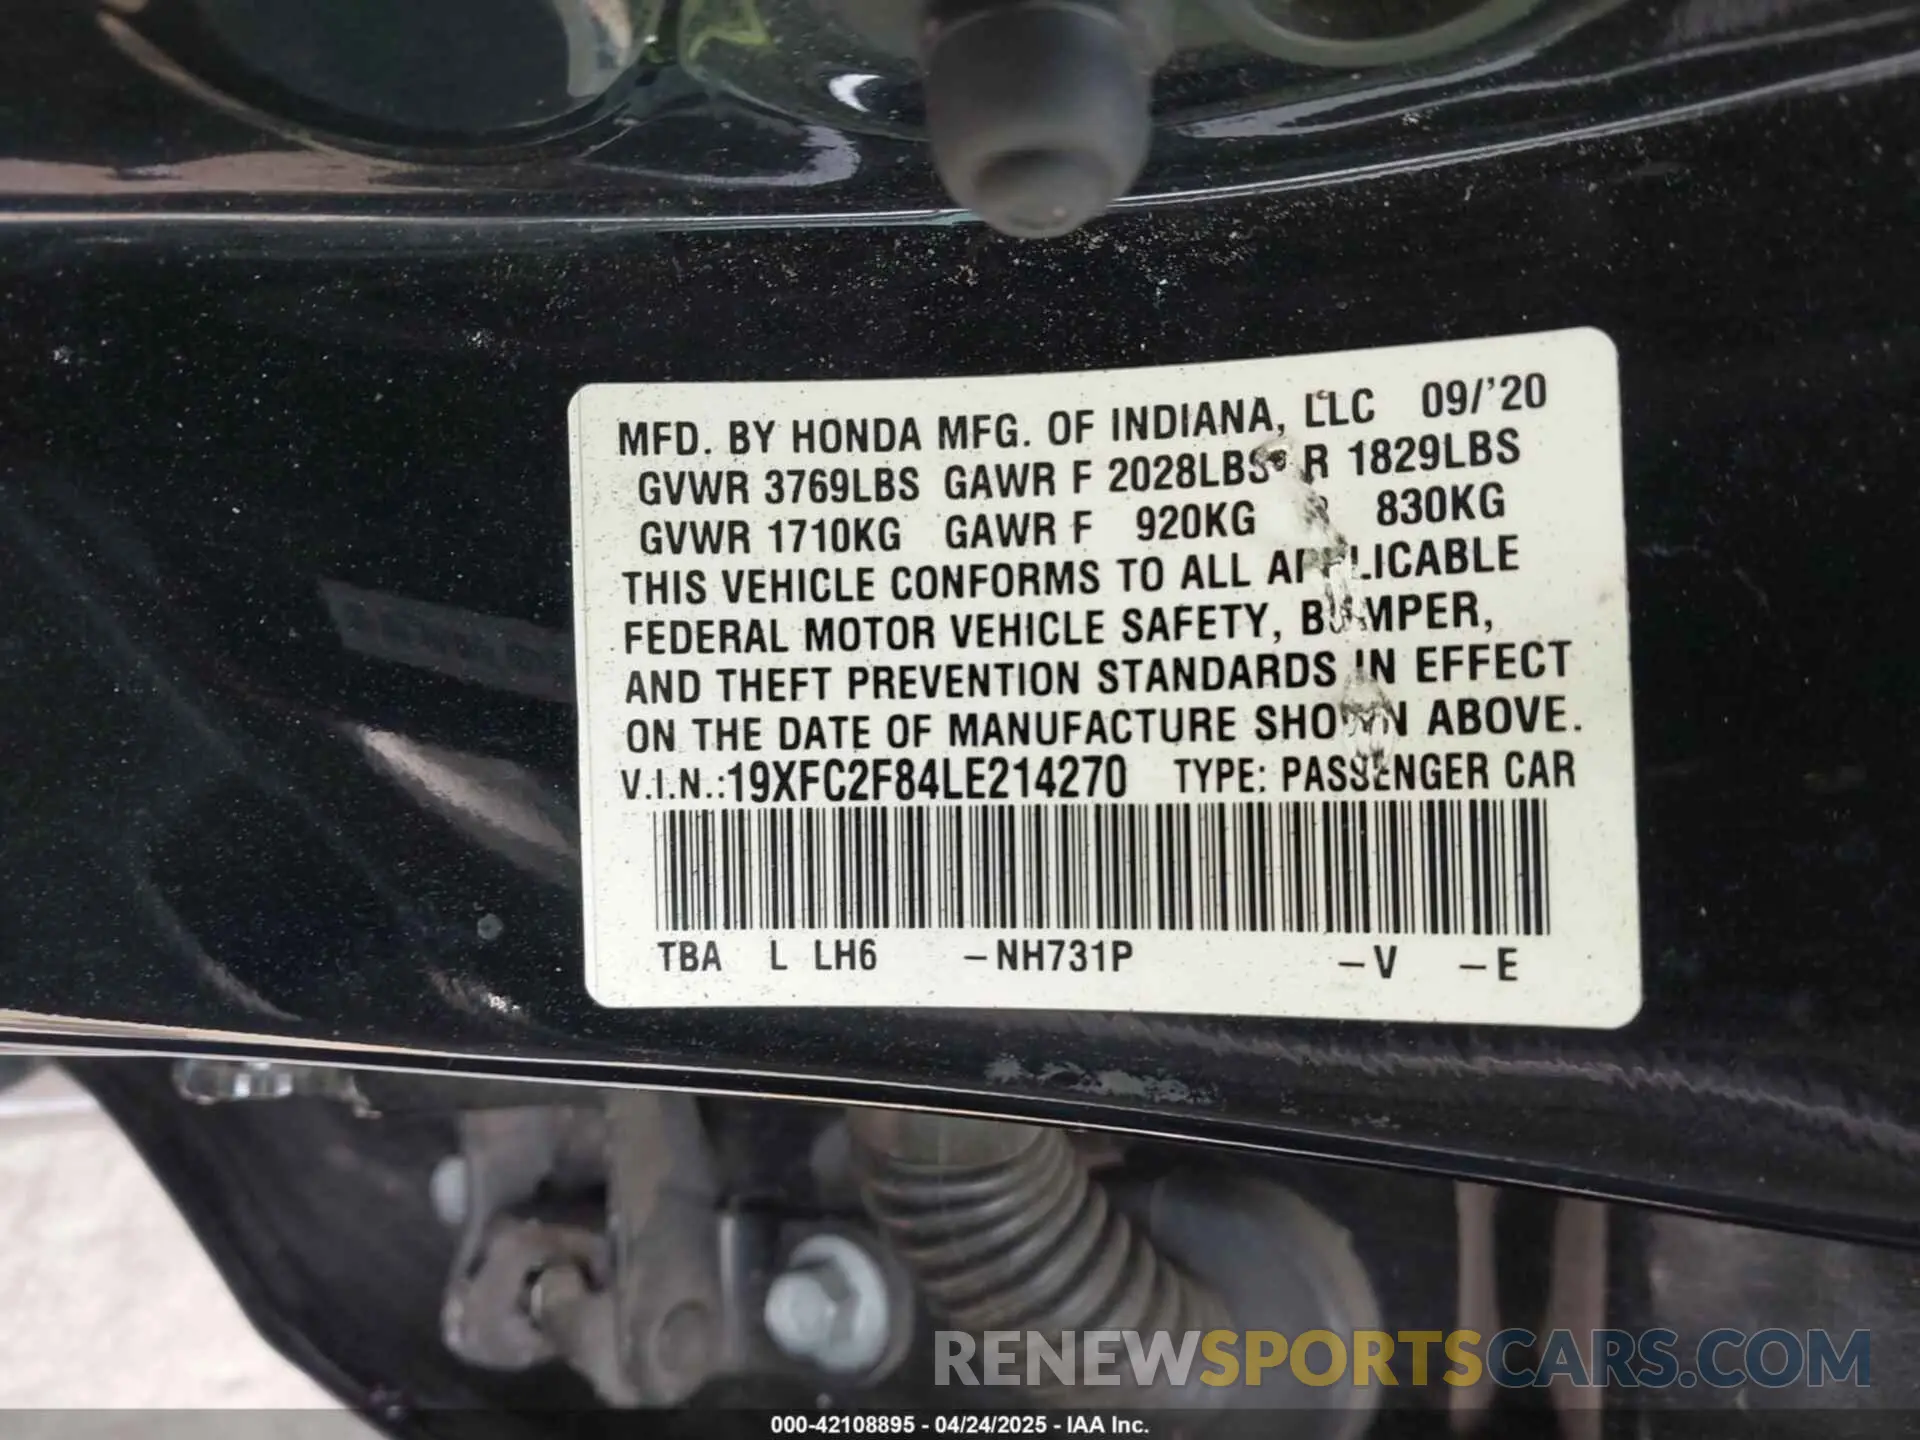 MFD. BY HONDA MFG. OF INDIANA, LLC 09/'20
GVWR 3769LBS GAWR F 2028LBS R 1829LBS
GVWR 1710KG GAWR F 920KG 830KG
THIS VEHICLE CONFORMS TO ALL APPLICABLE
FEDERAL MOTOR VEHICLE SAFETY, BUMPER,
AND THEFT PREVENTION STANDARDS IN EFFECT
ON THE DATE OF MANUFACTURE SHOWN ABOVE.
V.I.N.:19XFC2F84LE214270 TYPE: PASSENGER CAR
TBA L LH6 -NH731P -V -E
RENEWSPORTSCARS.COM
000-42108895 - 04/24/2025 - IAA Inc.